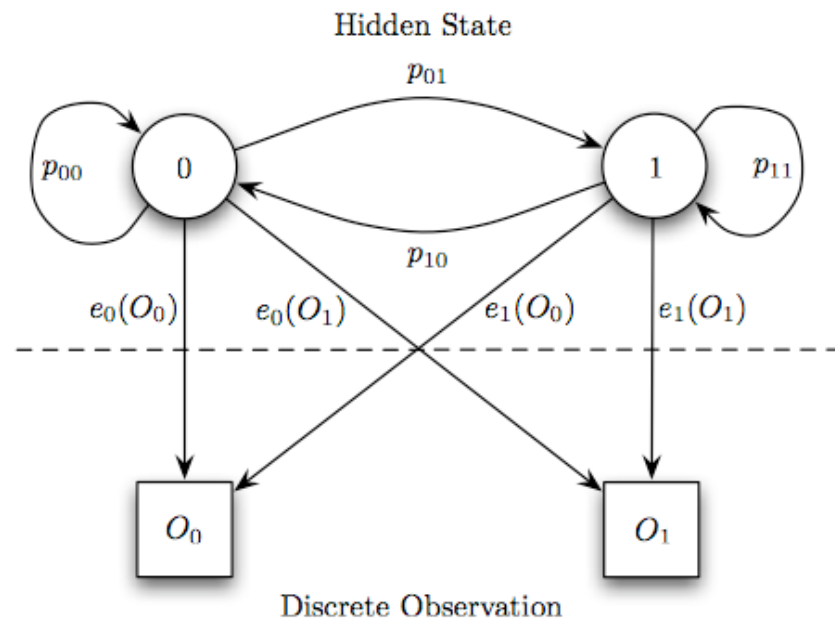 Hidden State
p₀₁
p₀₀
0
1
p₁₁
p₁₀
e₀(O₀)
e₀(O₁)
e₁(O₀)
e₁(O₁)
O₀
O₁
Discrete Observation